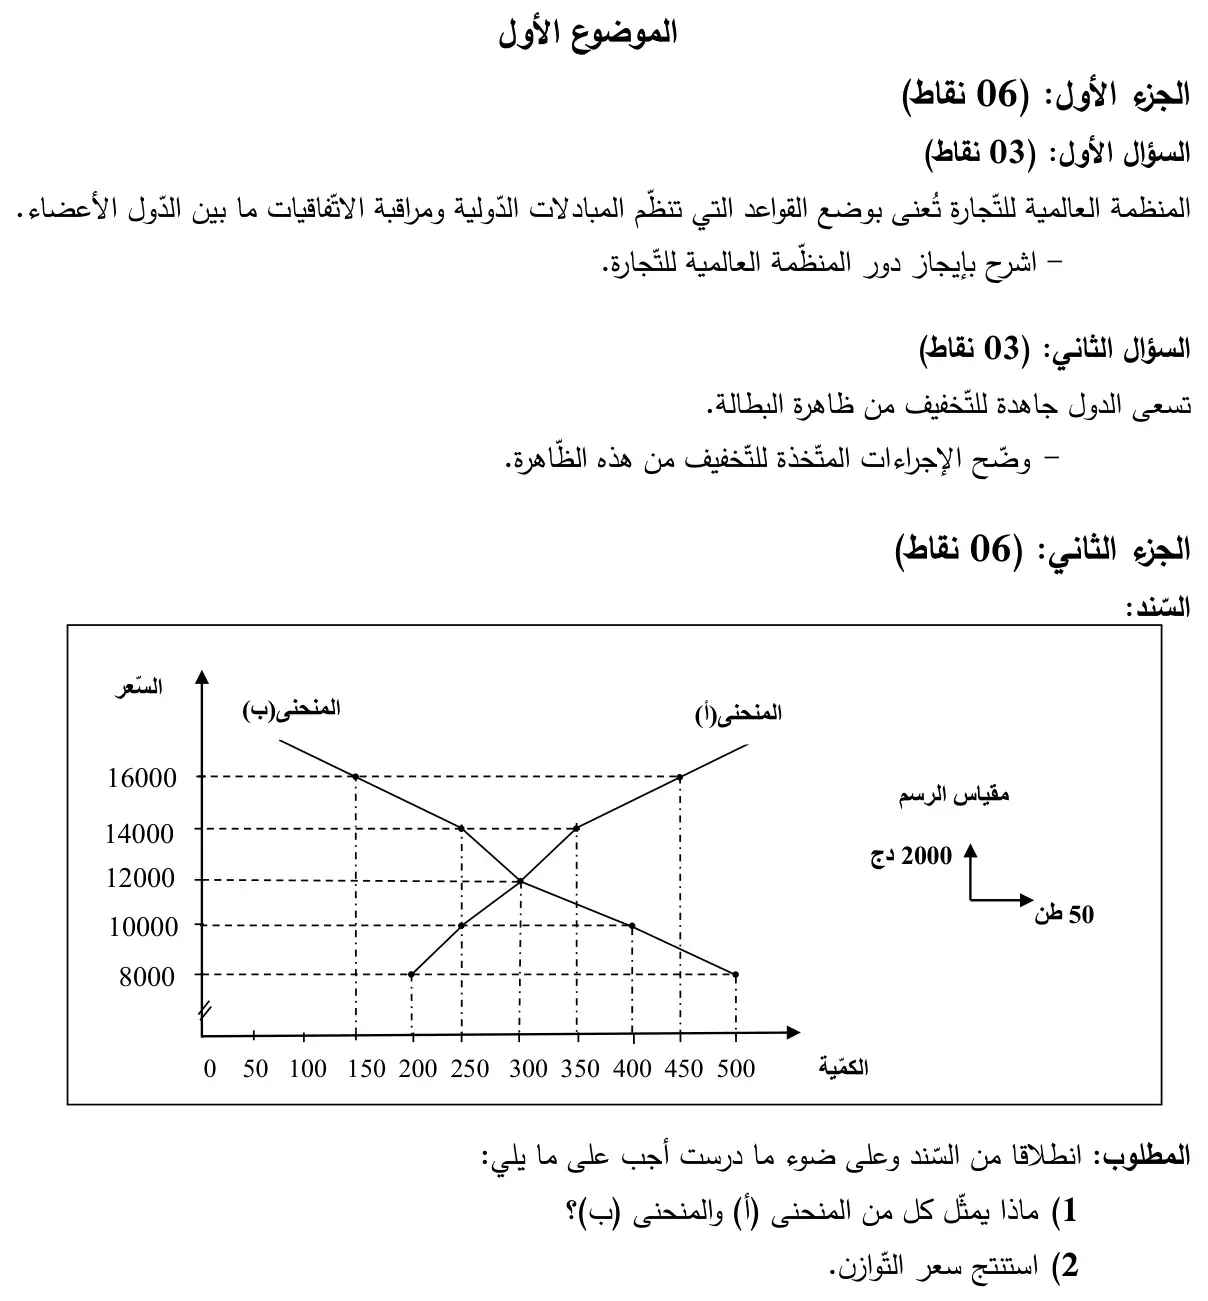 الموضوع الأول
الجزء الأول: (06 نقاط)
السؤال الأول: (03 نقاط)
المنظمة العالمية للتّجارة تُعنى بوضع القواعد التي تنظّم المبادلات الدّولية ومراقبة الاتّفاقيات ما بين الدّول الأعضاء.
– اشرح بإيجاز دور المنظّمة العالمية للتّجارة.
السؤال الثاني: (03 نقاط)
تسعى الدول جاهدة للتّخفيف من ظاهرة البطالة.
– وضّح الإجراءات المتّخذة للتّخفيف من هذه الظّاهرة.
الجزء الثاني: (06 نقاط)
السّند:
السّعر
المنحنى(ب)
المنحنى(أ)
16000
14000
12000
10000
8000
مقياس الرسم
2000 دج
50 طن
0 50 100 150 200 250 300 350 400 450 500
الكمّية
المطلوب: انطلاقا من السّند وعلى ضوء ما درست أجب على ما يلي:
1) ماذا يمثّل كل من المنحنى (أ) والمنحنى (ب)؟
2) استنتج سعر التّوازن.